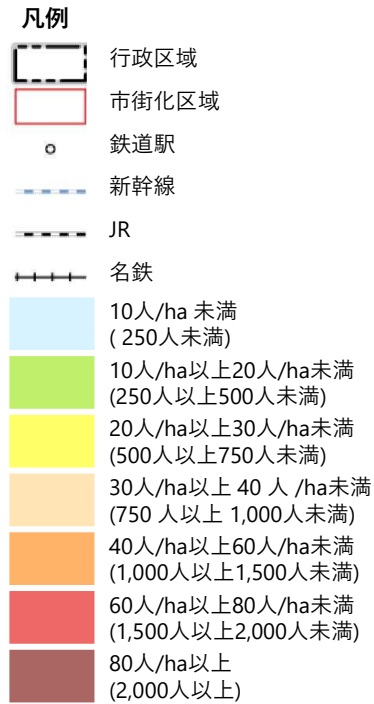 凡例
行政区域
市街化区域
鉄道駅
新幹線
JR
名鉄
10人/ha 未満
( 250人未満)
10人/ha以上20人/ha未満
(250人以上500人未満)
20人/ha以上30人/ha未満
(500人以上750人未満)
30人/ha以上 40 人 /ha未満
(750 人以上 1,000人未満)
40人/ha以上60人/ha未満
(1,000人以上1,500人未満)
60人/ha以上80人/ha未満
(1,500人以上2,000人未満)
80人/ha以上
(2,000人以上)